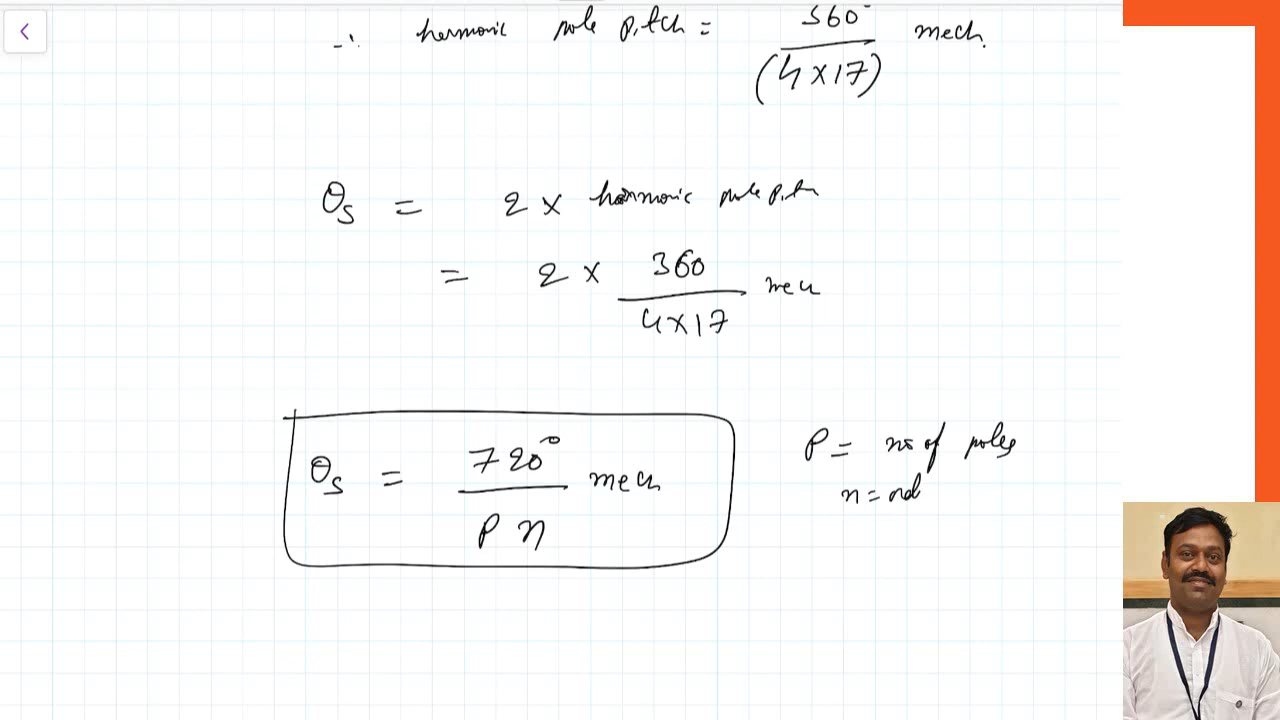 ∴ harmonic pole pitch = 360° / (4×17) mech.
θs = 2 × harmonic pole pitch
= 2 × 360 / 4×17 mech
θs = 720° / P n mech
P = no of poles
n = ord